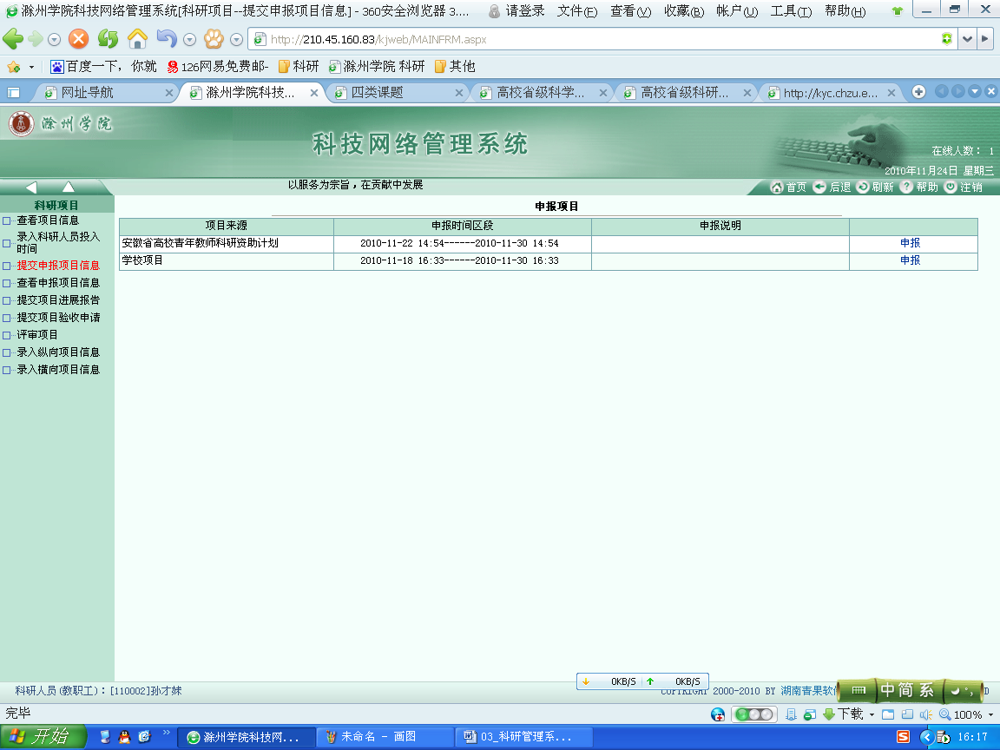 滁州学院科技网络管理系统[科研项目--提交申报项目信息] - 360安全浏览器 3.... 请登录 文件(F) 查看(V) 收藏(B) 帐户(U) 工具(T) 帮助(H)
http://210.45.160.83/kjweb/MAINFRM.aspx
百度一下，你就 126网易免费邮- 科研 滁州学院 科研 其他
网址导航 滁州学院科技... 四类课题 高校省级科学... 高校省级科研... http://kyc.chzu.e...
滁州学院
科技网络管理系统
在线人数： 1
2010年11月24日 星期三
以服务为宗旨，在贡献中发展 首页 后退 刷新 帮助 注销
科研项目
查看项目信息
录入科研人员投入
时间
提交申报项目信息
查看申报项目信息
提交项目进展报告
提交项目验收申请
评审项目
录入纵向项目信息
录入横向项目信息
申报项目
项目来源 申报时间区段 申报说明
安徽省高校青年教师科研资助计划 2010-11-22 14:54------2010-11-30 14:54 申报
学校项目 2010-11-18 16:33------2010-11-30 16:33 申报
0KB/S 0KB/S
科研人员(教职工)：[110002]孙才妹 COPYRIGHT 2000-2010 BY 湖南青果软件 D
中简系
完毕 下载 100%
开始 滁州学院科技网... 未命名 - 画图 03_科研管理系... 16:17